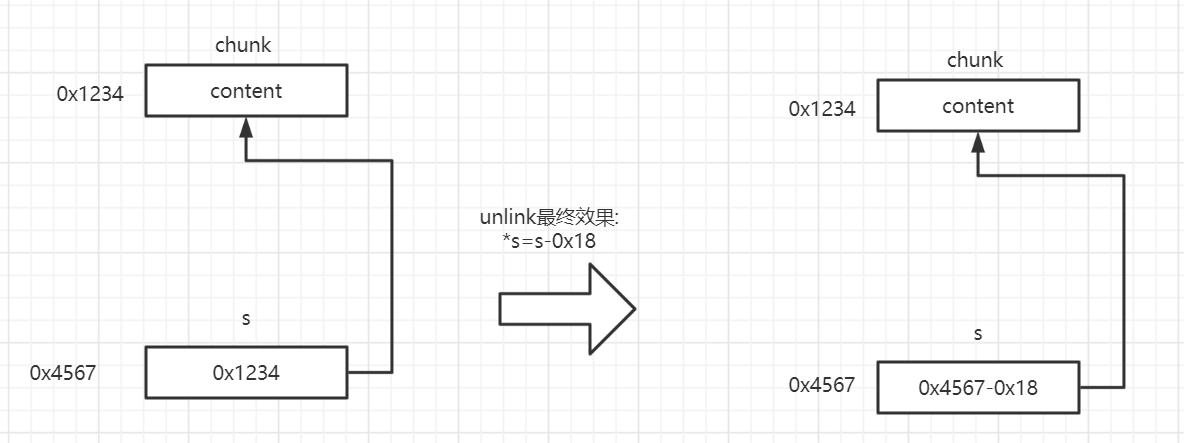 chunk
0x1234
content
unlink最终效果:
*s=s-0x18
s
0x4567
0x1234
chunk
0x1234
content
s
0x4567
0x4567-0x18